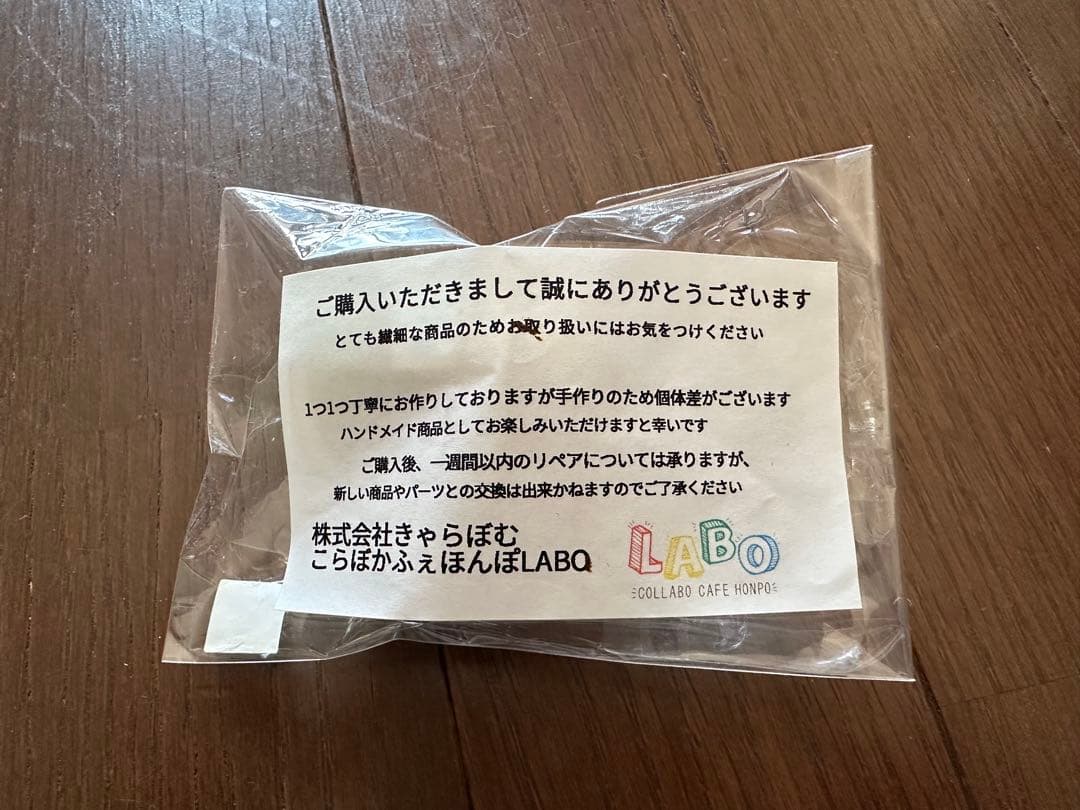 ご購入いただきまして誠にありがとうございます
とても繊細な商品のためお取り扱いにはお気をつけください
1つ1つ丁寧にお作りしておりますが手作りのため個体差がございます
ハンドメイド商品としてお楽しみいただけますと幸いです
ご購入後、一週間以内のリペアについては承りますが、
新しい商品やパーツとの交換は出来かねますのでご了承ください
株式会社きゃらぼむ
こらぼかふぇほんぽLABO
LABO
COLLABO CAFE HONPO